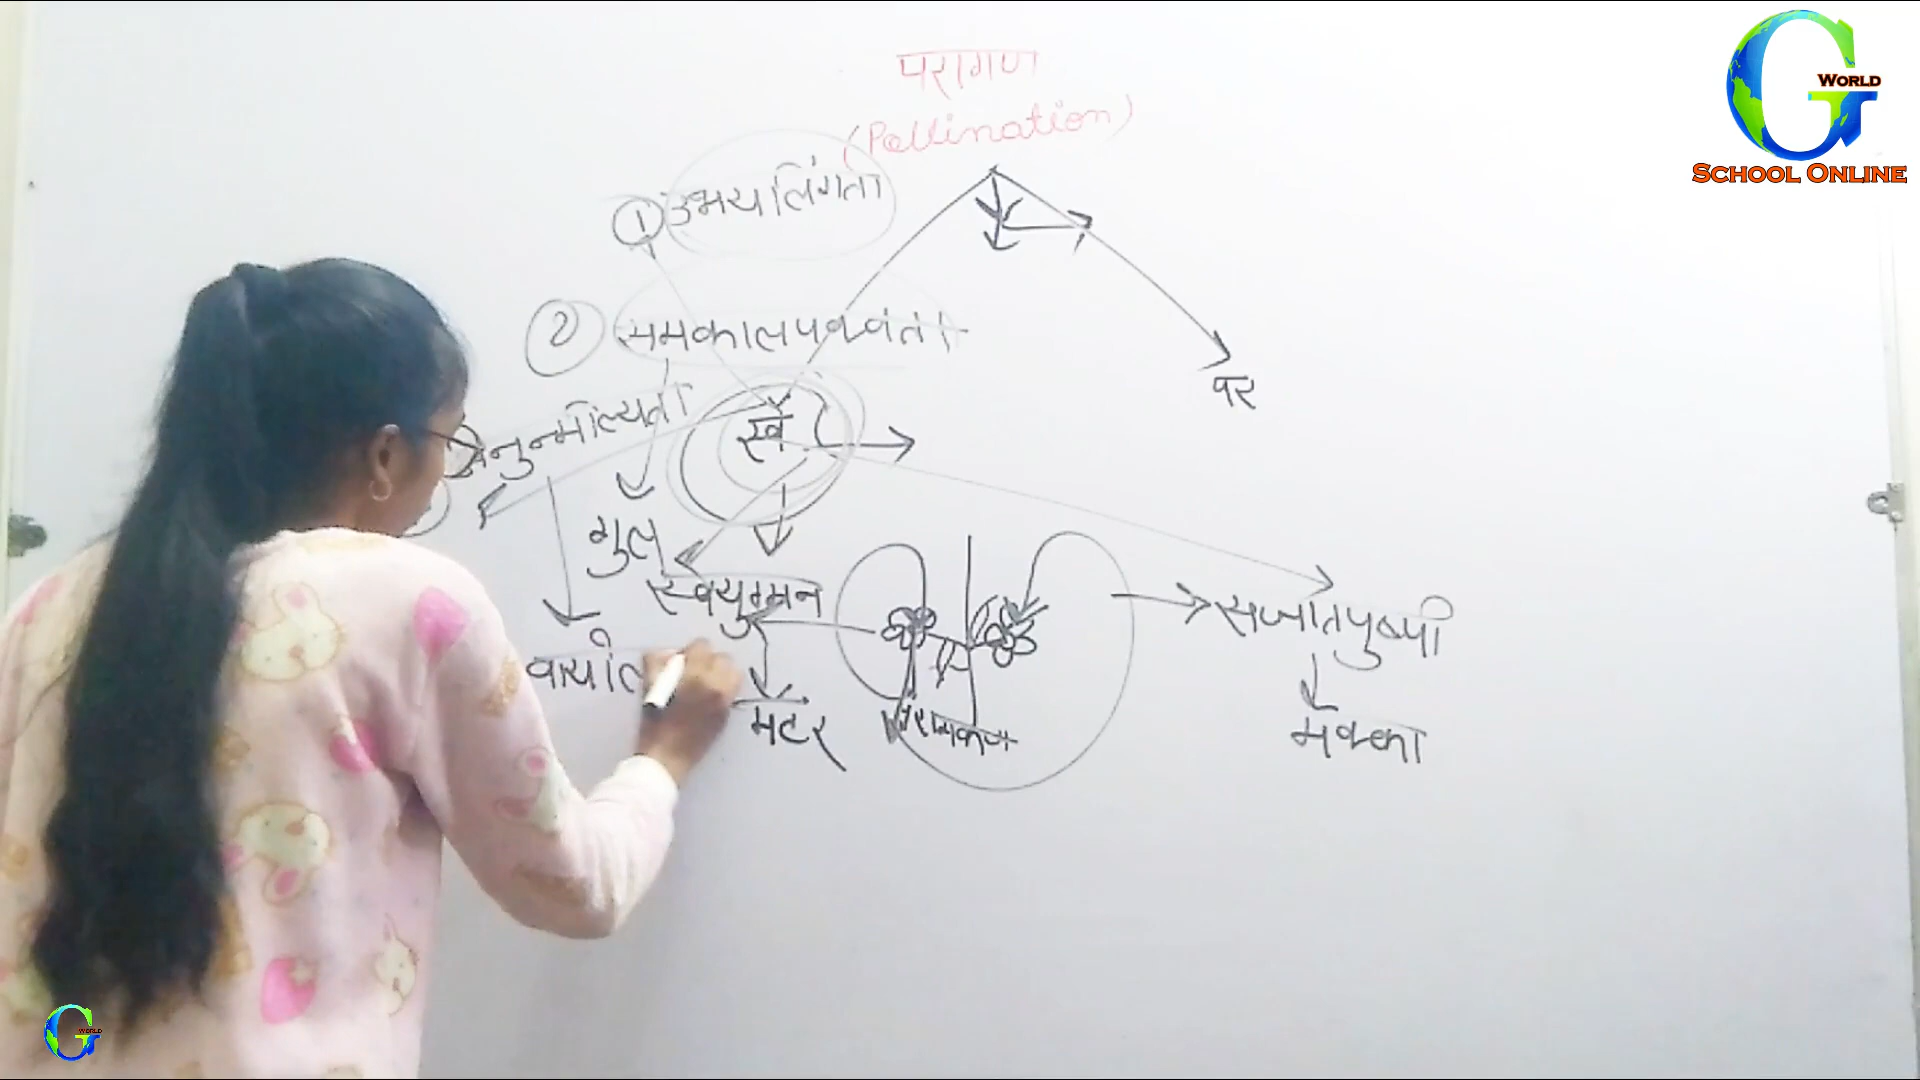 परागण
(Pollination)
① उभयलिंगता
② समकालपक्वता
अनुन्मील्यता
स्व
पर
गुल
स्वयुग्मन
सजातपुष्पी
वायोल
मटर
परागकण
मक्का
G WORLD
SCHOOL ONLINE
G WORLD